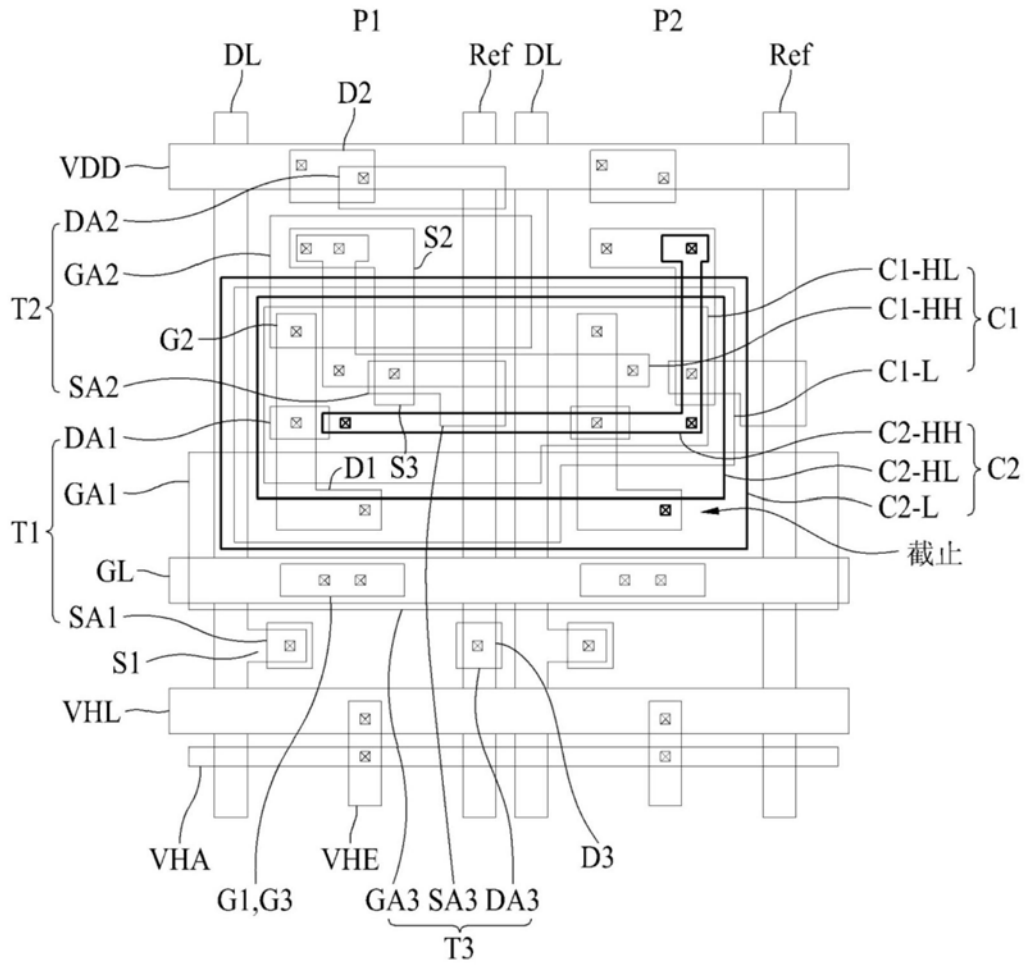 P1 P2
DL Ref DL Ref
D2
VDD
DA2
GA2
T2
S2
C1-HL
C1-HH
C1
G2
SA2
C1-L
DA1
C2-HH
S3
D1
C2-HL
C2
GA1
C2-L
T1
截止
GL
SA1
S1
VHL
VHA VHE D3
G1,G3 GA3 SA3 DA3
T3